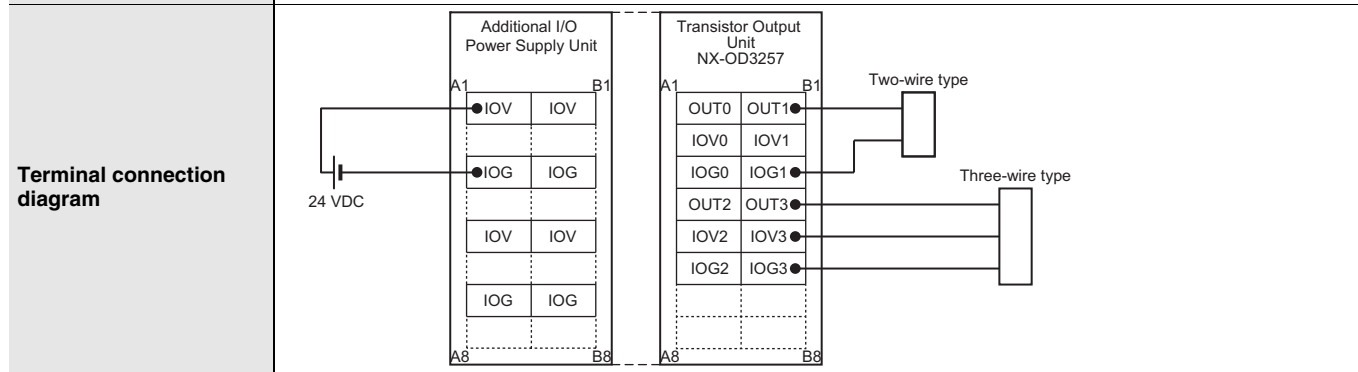 Terminal connection
diagram
24 VDC
Additional I/O
Power Supply Unit
A1 B1
IOV IOV
IOG IOG
IOV IOV
IOG IOG
A8 B8
Transistor Output
Unit
NX-OD3257
A1 B1
OUT0 OUT1
IOV0 IOV1
IOG0 IOG1
OUT2 OUT3
IOV2 IOV3
IOG2 IOG3
A8 B8
Two-wire type
Three-wire type